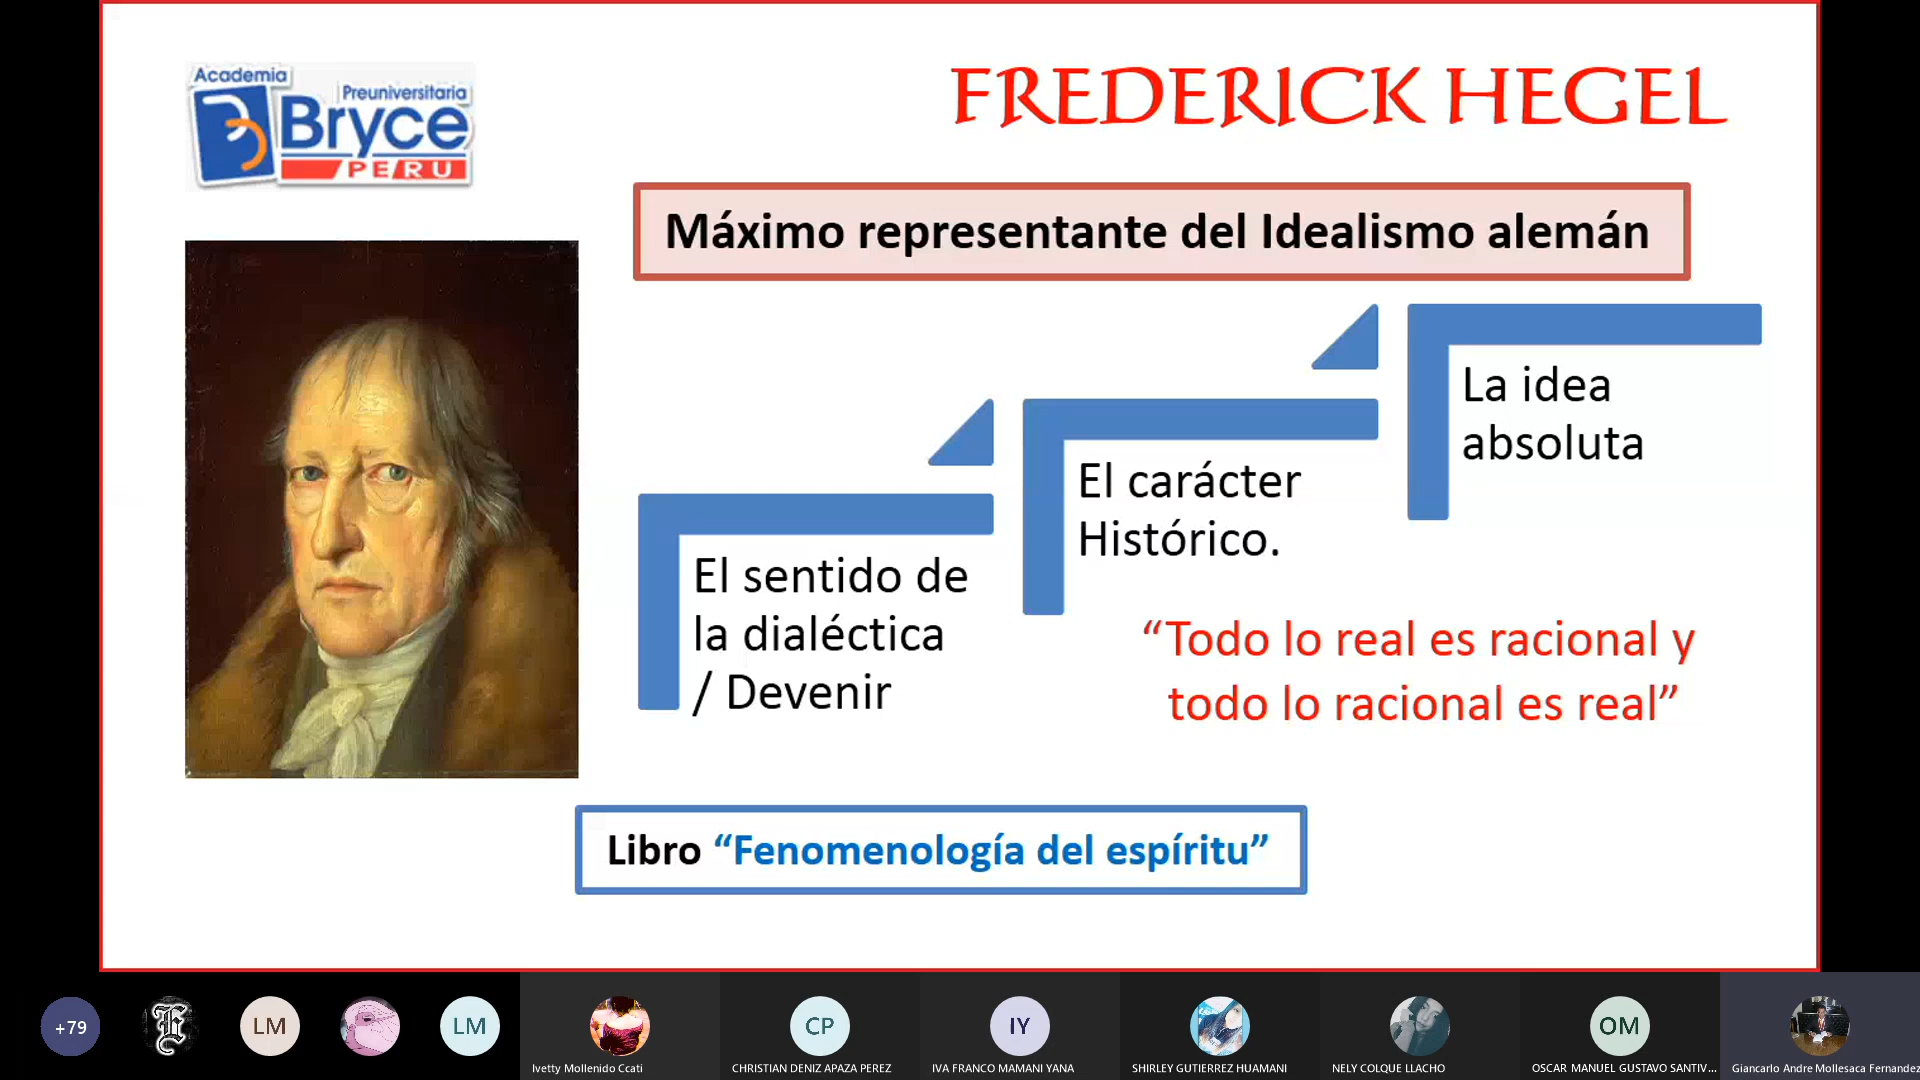 Academia
Preuniversitaria
Bryce
PERU
FREDERICK HEGEL
Máximo representante del Idealismo alemán
La idea
absoluta
El carácter
Histórico.
El sentido de
la dialéctica
/ Devenir
“Todo lo real es racional y
todo lo racional es real”
Libro “Fenomenología del espíritu”
+79
LM
LM
CP
IY
OM
Ivetty Mollenido Ccati
CHRISTIAN DENIZ APAZA PEREZ
IVA FRANCO MAMANI YANA
SHIRLEY GUTIERREZ HUAMANI
NELY COLQUE LLACHO
OSCAR MANUEL GUSTAVO SANTIV...
Giancarlo Andre Mollesaca Fernandez